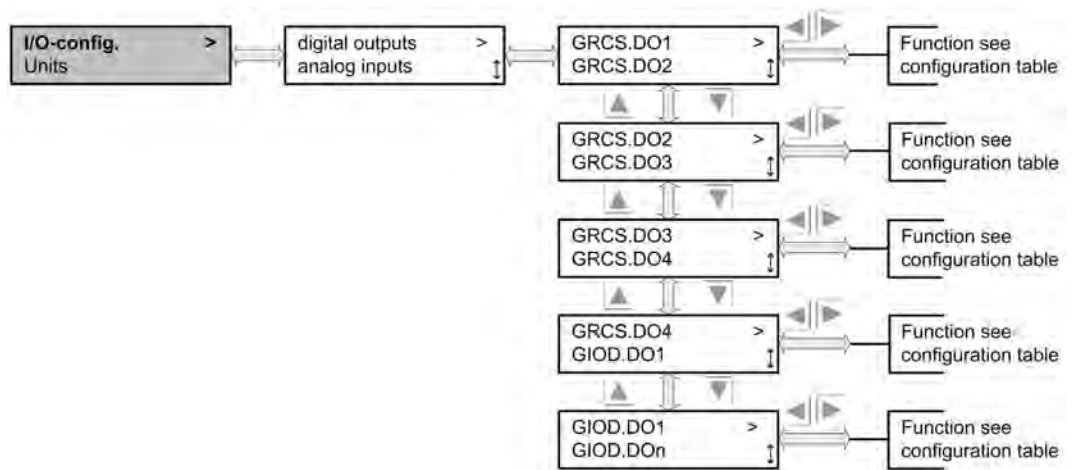 I/O-config. >
Units
digital outputs >
analog inputs ↕
GRCS.DO1 >
GRCS.DO2 ↕
Function see
configuration table
GRCS.DO2 >
GRCS.DO3 ↕
Function see
configuration table
GRCS.DO3 >
GRCS.DO4 ↕
Function see
configuration table
GRCS.DO4 >
GIOD.DO1 ↕
Function see
configuration table
GIOD.DO1 >
GIOD.DOn ↕
Function see
configuration table